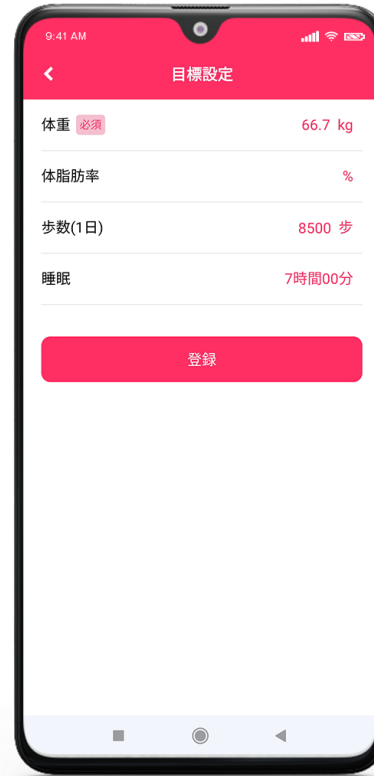 9:41 AM
目標設定
体重 必須 66.7 kg
体脂肪率 %
歩数(1日) 8500 歩
睡眠 7時間00分
登録